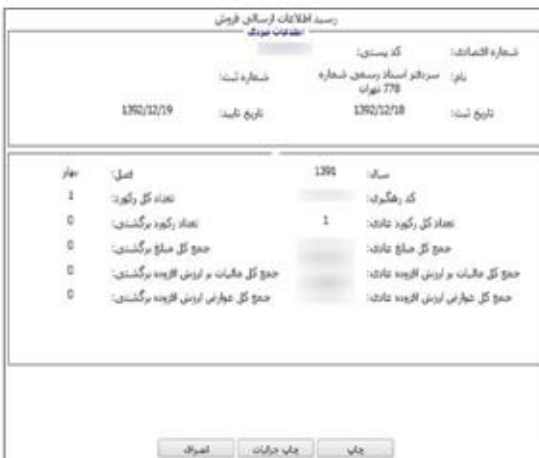 رسید اطلاعات ارسالی فروش
اطلاعات مودی
شماره اقتصادی: کد پستی:
نام: سردفتر اسناد رسمی شماره 778 تهران شماره ثبت:
تاریخ ثبت: 1392/12/18 تاریخ تایید: 1392/12/19
سال: 1391 فصل: بهار
کد رهگیری: تعداد کل رکورد: 1
تعداد کل رکورد عادی: 1 تعداد رکورد برگشتی: 0
جمع کل مبلغ عادی: جمع کل مبلغ برگشتی: 0
جمع کل مالیات بر ارزش افزوده عادی: جمع کل مالیات بر ارزش افزوده برگشتی: 0
جمع کل عوارض ارزش افزوده عادی: جمع کل عوارض ارزش افزوده برگشتی: 0
چاپ چاپ جزئیات انصراف